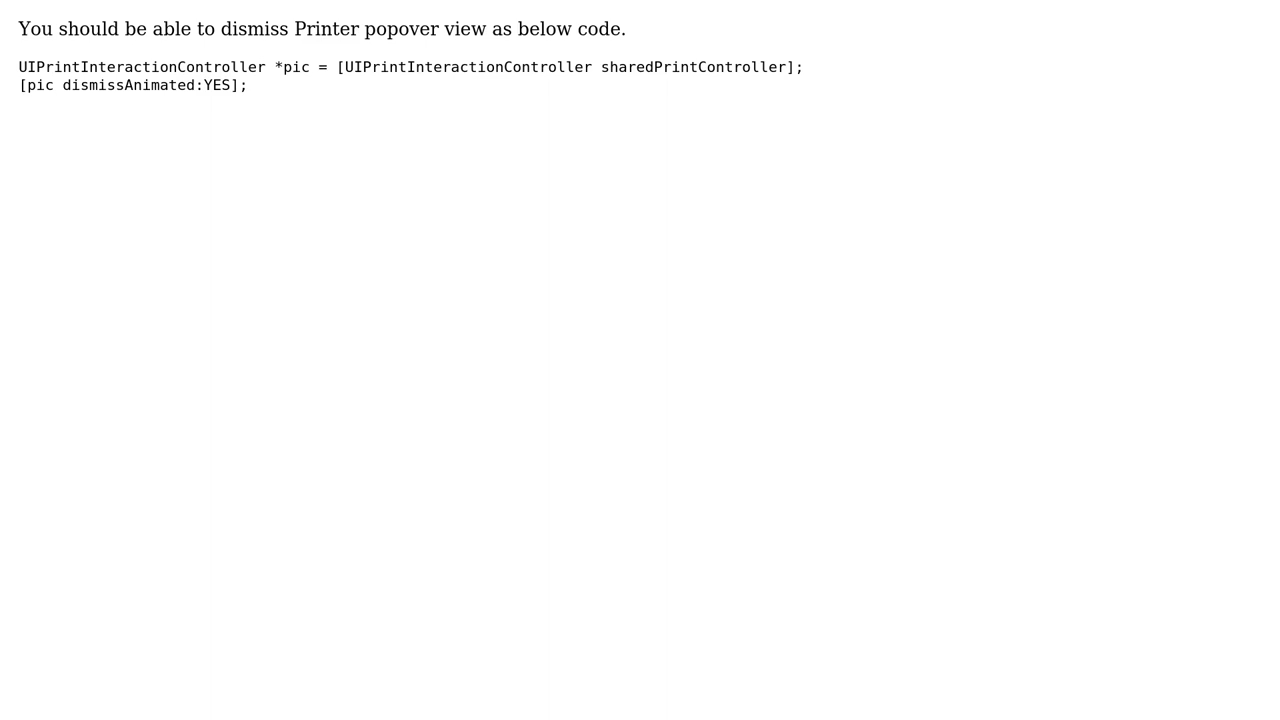 You should be able to dismiss Printer popover view as below code.
UIPrintInteractionController *pic = [UIPrintInteractionController sharedPrintController];
[pic dismissAnimated:YES];